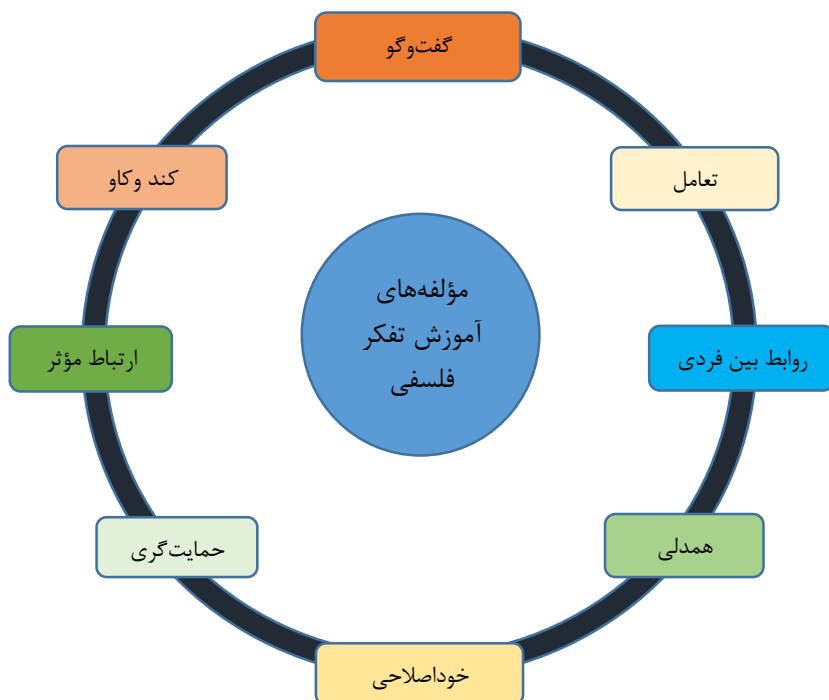 گفت‌وگو
تعامل
کند وکاو
مؤلفه‌های
آموزش تفکر
فلسفی
روابط بین فردی
ارتباط مؤثر
همدلی
حمایت‌گری
خوداصلاحی